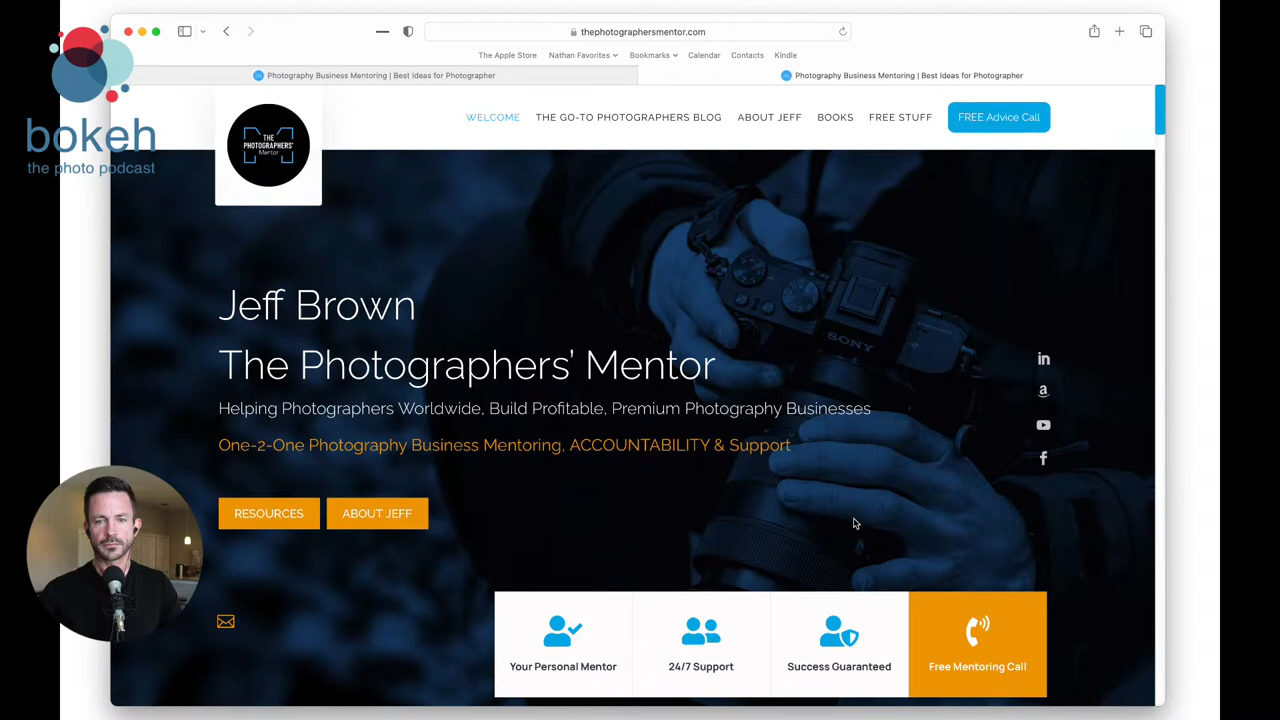 bokeh
the photo podcast
thephotographersmentor.com
The Apple Store Nathan Favorites Bookmarks Calendar Contacts Kindle
Photography Business Mentoring | Best ideas for Photographer
Photography Business Mentoring | Best Ideas for Photographer
THE PHOTOGRAPHERS'
Mentor
WELCOME THE GO-TO PHOTOGRAPHERS BLOG ABOUT JEFF BOOKS FREE STUFF FREE Advice Call
SONY
Jeff Brown
The Photographers' Mentor
Helping Photographers Worldwide, Build Profitable, Premium Photography Businesses
One-2-One Photography Business Mentoring, ACCOUNTABILITY & Support
in
a
f
RESOURCES ABOUT JEFF
Your Personal Mentor 24/7 Support Success Guaranteed Free Mentoring Call